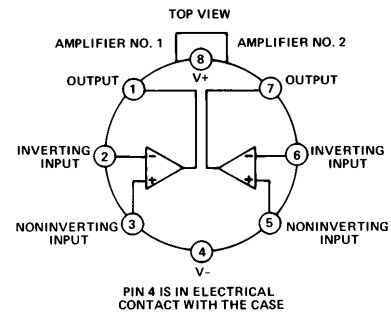 TOP VIEW
AMPLIFIER NO. 1
AMPLIFIER NO. 2
8
V+
OUTPUT
1
7
OUTPUT
INVERTING
INPUT
2
−
+
−
+
6
INVERTING
INPUT
NONINVERTING
INPUT
3
5
NONINVERTING
INPUT
4
V−
PIN 4 IS IN ELECTRICAL
CONTACT WITH THE CASE